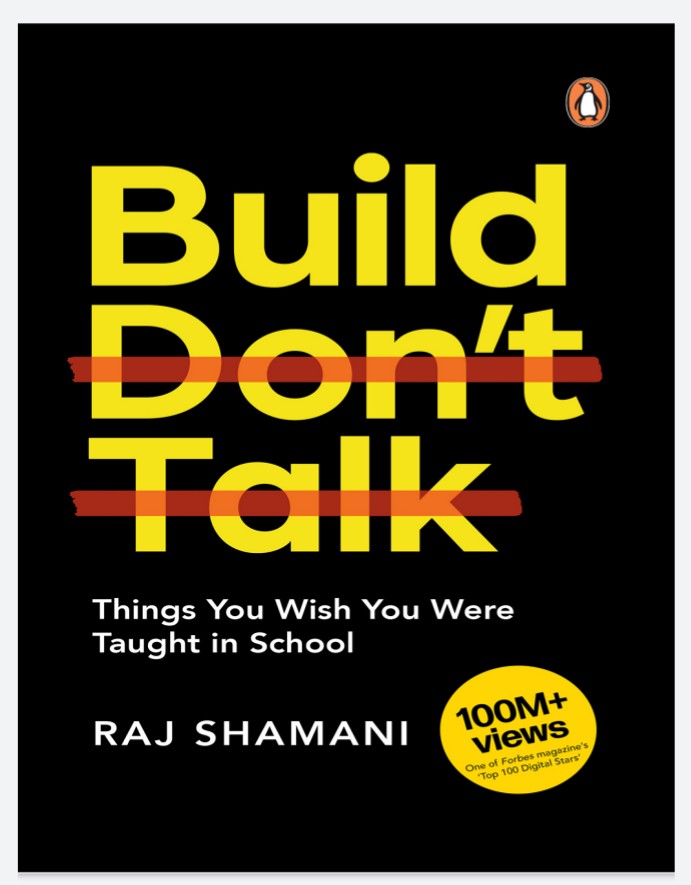 Build
Don't
Talk
Things You Wish You Were
Taught in School
RAJ SHAMANI
100M+
views
One of Forbes magazine's
'Top 100 Digital Stars'